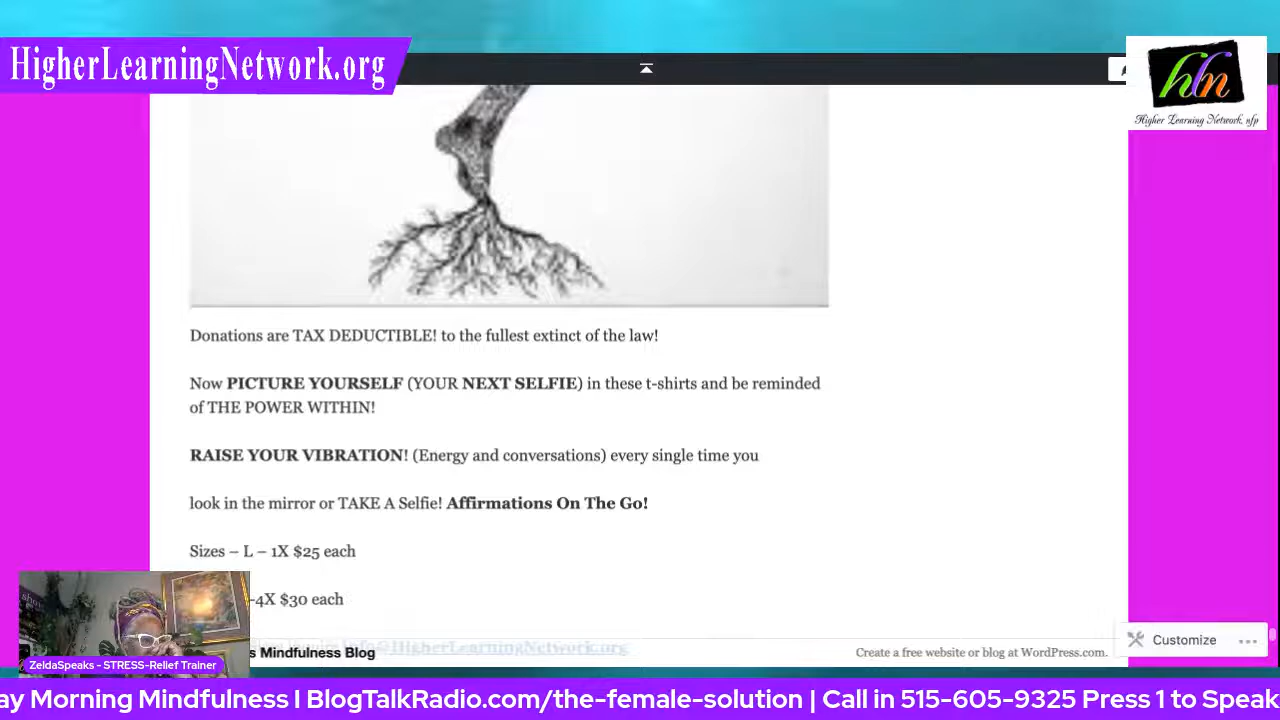 HigherLearningNetwork.org
hln
Higher Learning Network, nfp
Donations are TAX DEDUCTIBLE! to the fullest extinct of the law!
Now PICTURE YOURSELF (YOUR NEXT SELFIE) in these t-shirts and be reminded
of THE POWER WITHIN!
RAISE YOUR VIBRATION! (Energy and conversations) every single time you
look in the mirror or TAKE A Selfie! Affirmations On The Go!
Sizes – L – 1X $25 each
-4X $30 each
info@HigherLearningNetwork.org
s Mindfulness Blog
Create a free website or blog at WordPress.com.
Customize
ZeldaSpeaks - STRESS-Relief Trainer
ay Morning Mindfulness I BlogTalkRadio.com/the-female-solution | Call in 515-605-9325 Press 1 to Speak